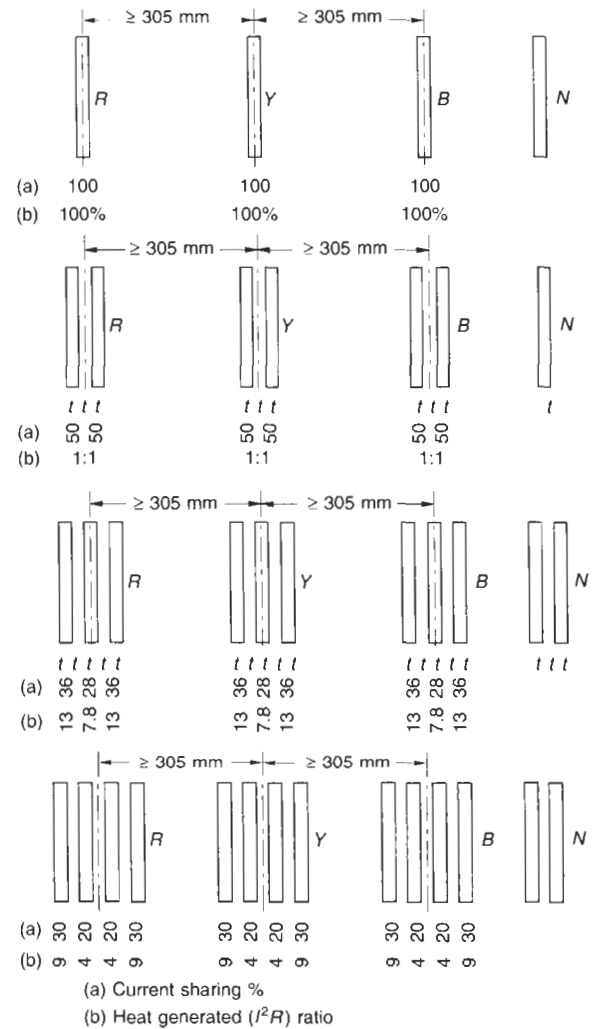 ≥ 305 mm ≥ 305 mm
R Y B N
(a) 100 100 100
(b) 100% 100% 100%
≥ 305 mm ≥ 305 mm
R Y B N
t t t t t t t t t t
(a) 50 50 50 50 50 50
(b) 1:1 1:1 1:1
≥ 305 mm ≥ 305 mm
R Y B N
t t t t t t t t t t t t t t t t t t
(a) 36 28 36 36 28 36 36 28 36
(b) 13 7.8 13 13 7.8 13 13 7.8 13
≥ 305 mm ≥ 305 mm
R Y B N
(a) 30 20 20 30 30 20 20 30 30 20 20 30
(b) 9 4 4 9 9 4 4 9 9 4 4 9
(a) Current sharing %
(b) Heat generated (I²R) ratio